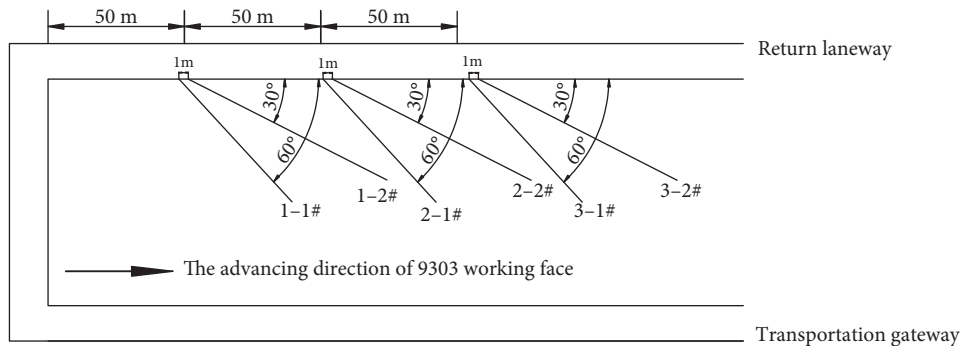 50 m
50 m
50 m
Return laneway
1m
1m
1m
30°
60°
30°
60°
30°
60°
1–1#
1–2#
2–1#
2–2#
3–1#
3–2#
The advancing direction of 9303 working face
Transportation gateway